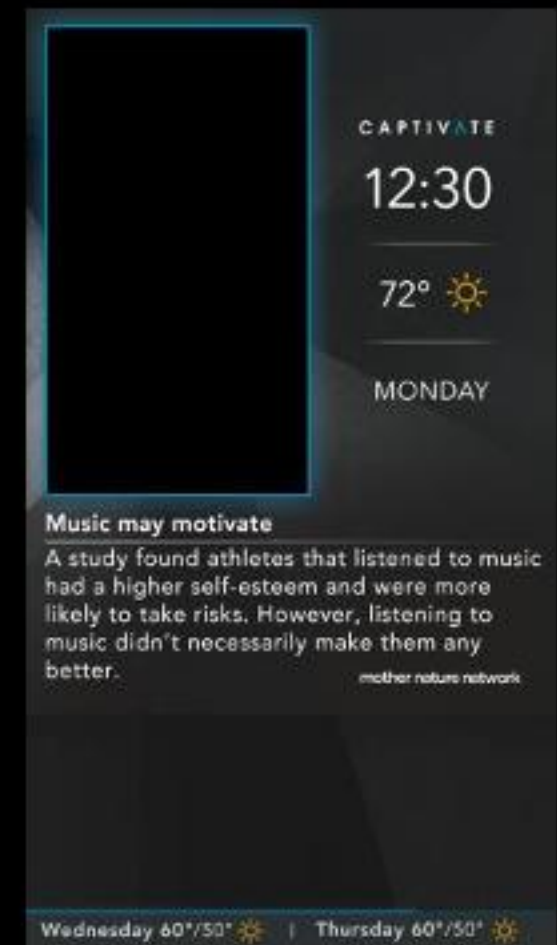 CAPTIVATE
12:30
72°
MONDAY
Music may motivate
A study found athletes that listened to music
had a higher self-esteem and were more
likely to take risks. However, listening to
music didn't necessarily make them any
better.
mother nature network
Wednesday 60°/50° | Thursday 60°/50°